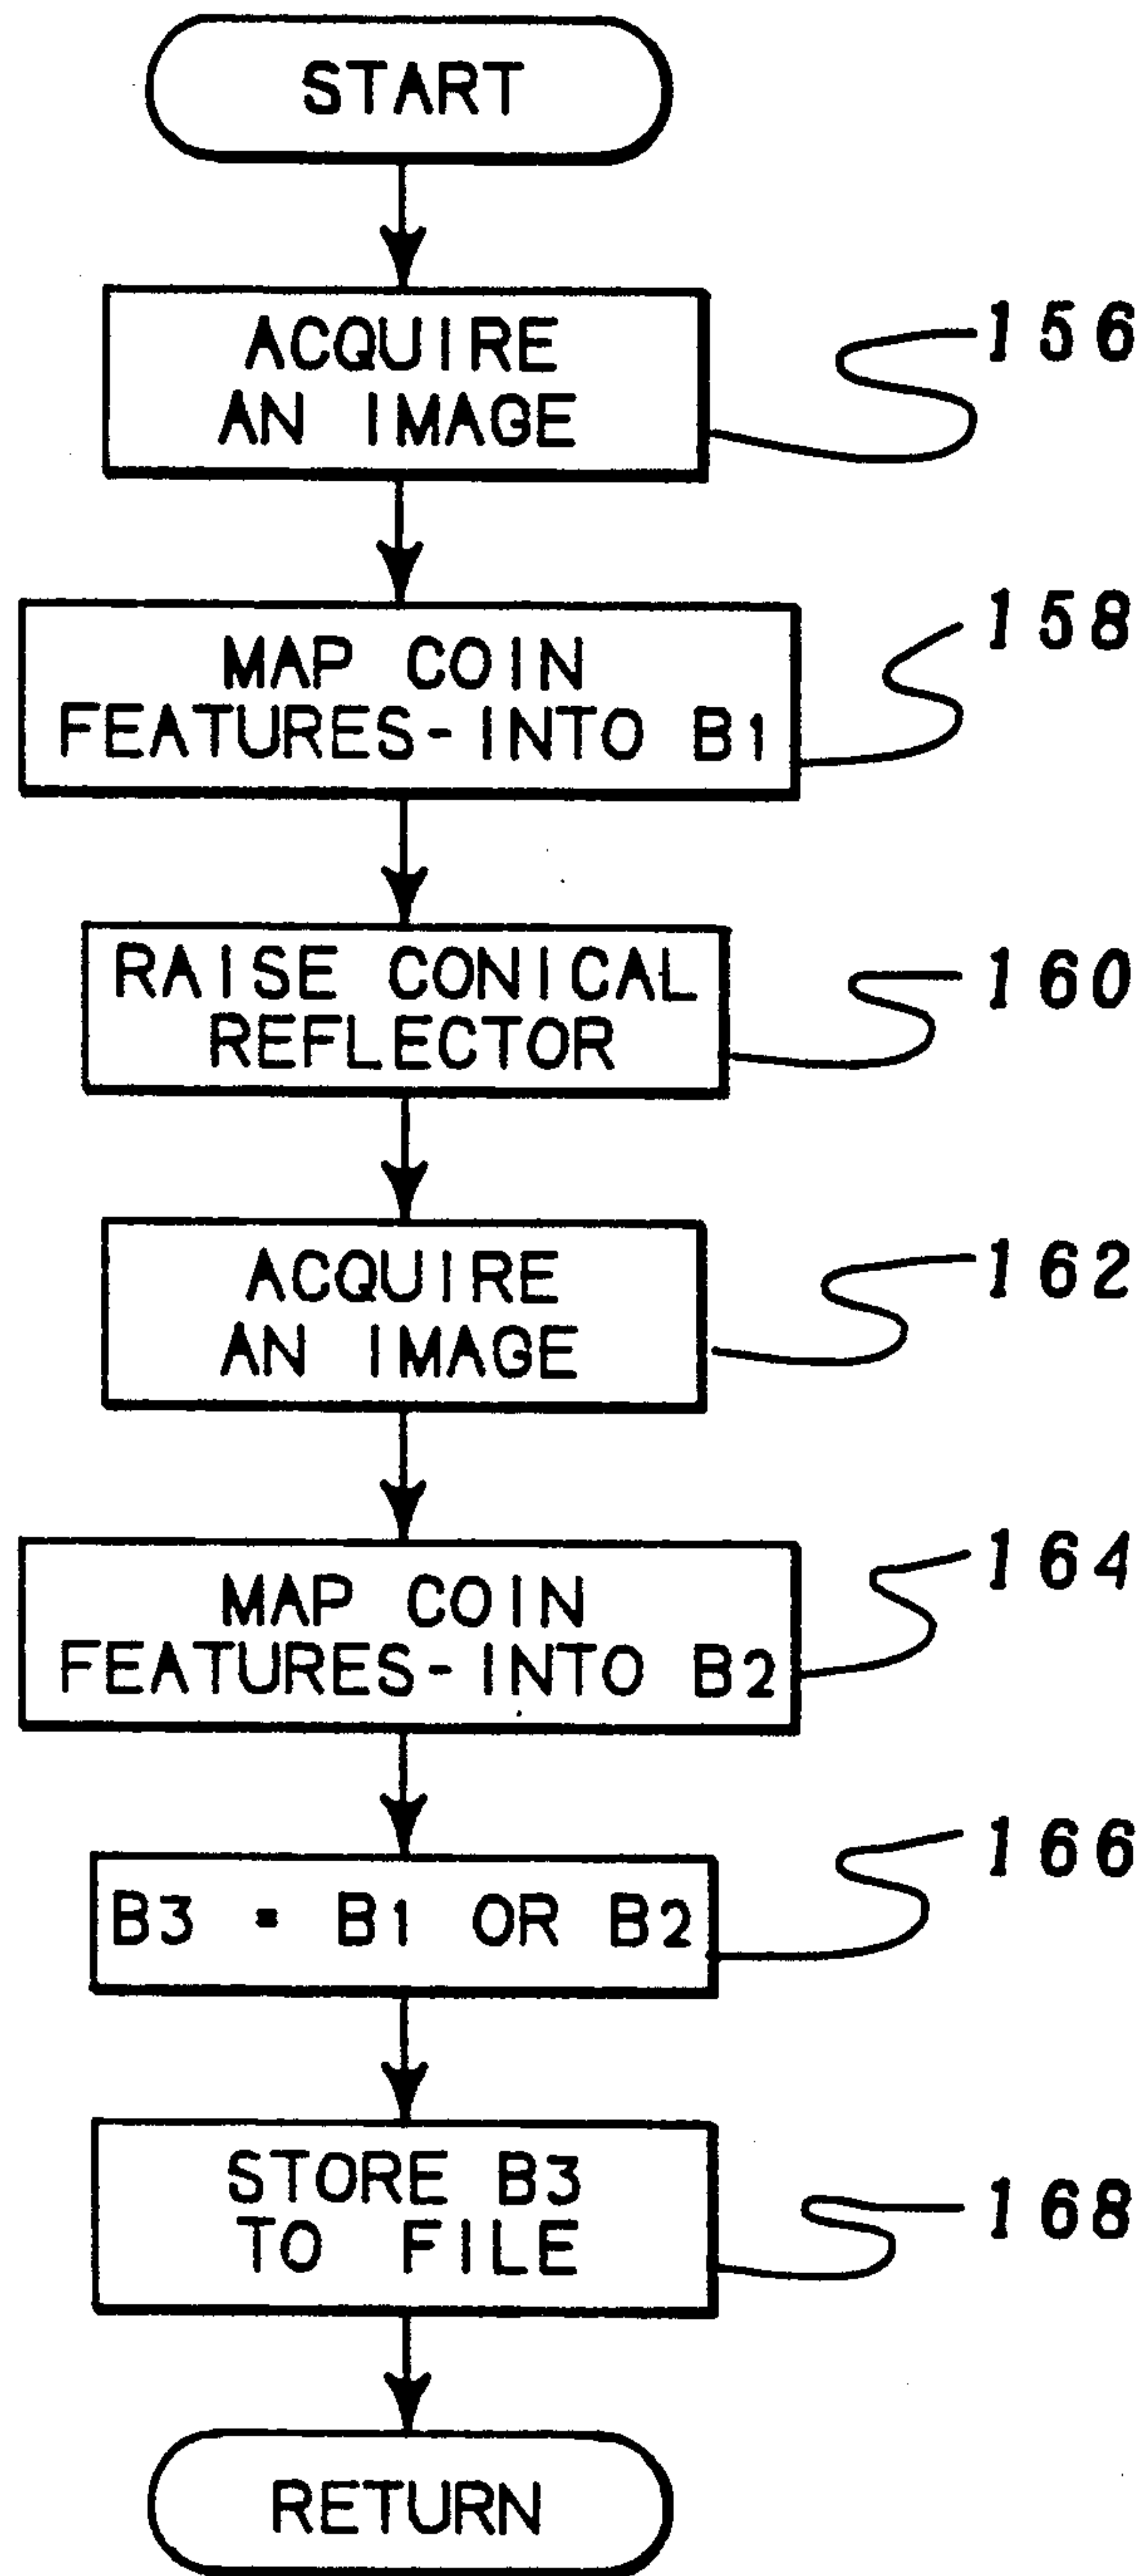 START
ACQUIRE
AN IMAGE
156
MAP COIN
FEATURES-INTO B1
158
RAISE CONICAL
REFLECTOR
160
ACQUIRE
AN IMAGE
162
MAP COIN
FEATURES-INTO B2
164
B3 = B1 OR B2
166
STORE B3
TO FILE
168
RETURN